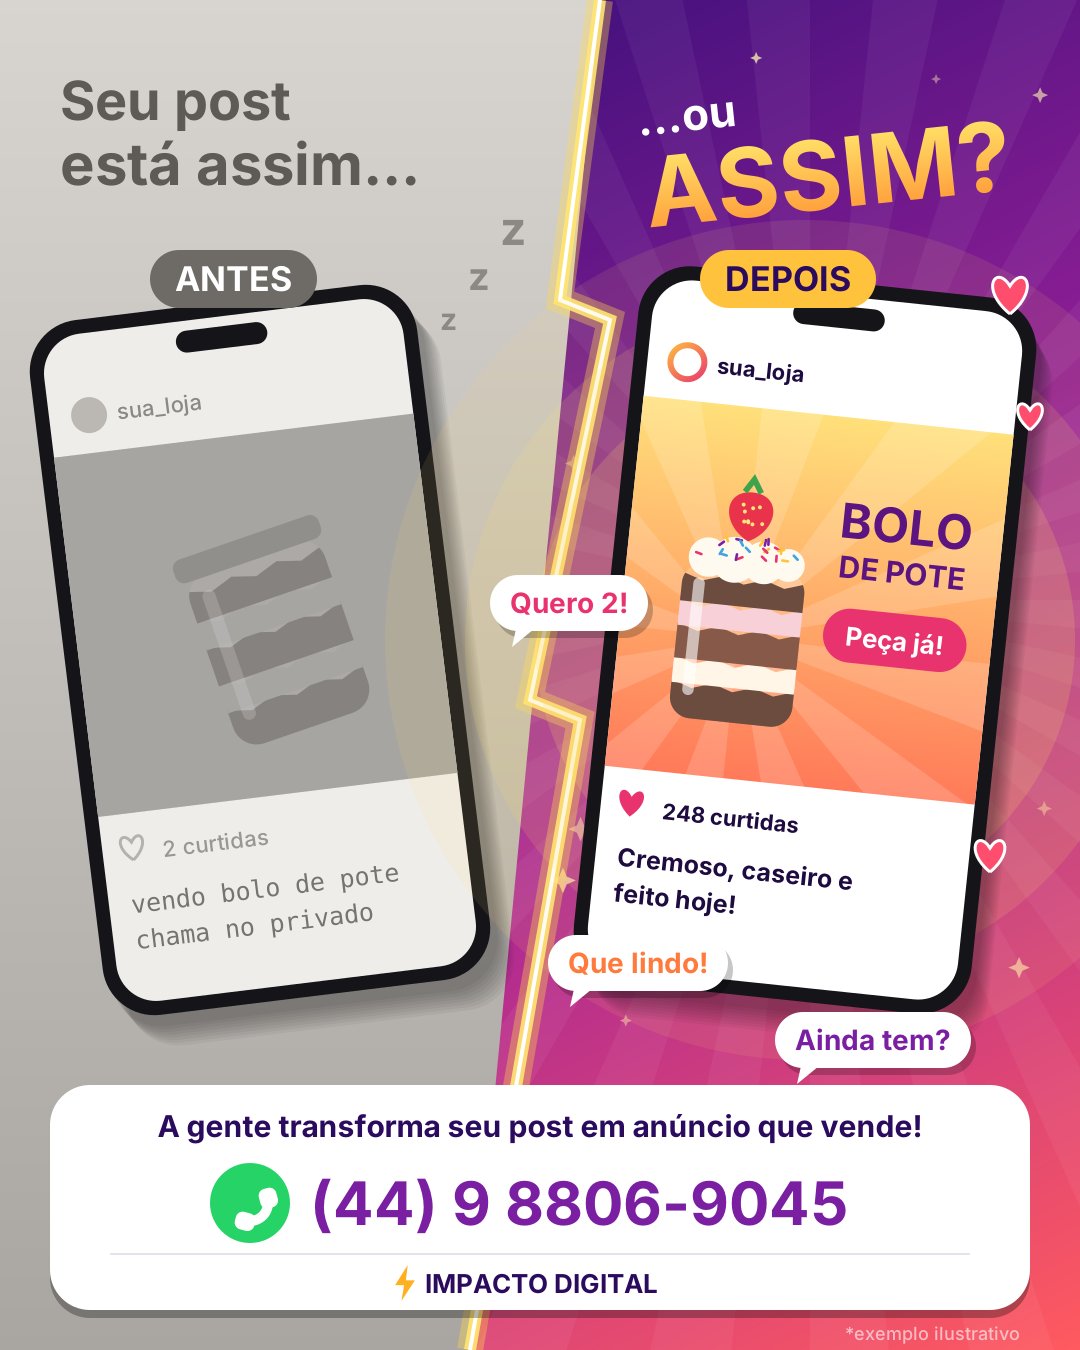 Seu post
está assim...
...ou
ASSIM?
z
z
z
ANTES
sua_loja
2 curtidas
vendo bolo de pote
chama no privado
DEPOIS
sua_loja
BOLO
DE POTE
Peça já!
Quero 2!
248 curtidas
Cremoso, caseiro e
feito hoje!
Que lindo!
Ainda tem?
A gente transforma seu post em anúncio que vende!
(44) 9 8806-9045
IMPACTO DIGITAL
*exemplo ilustrativo